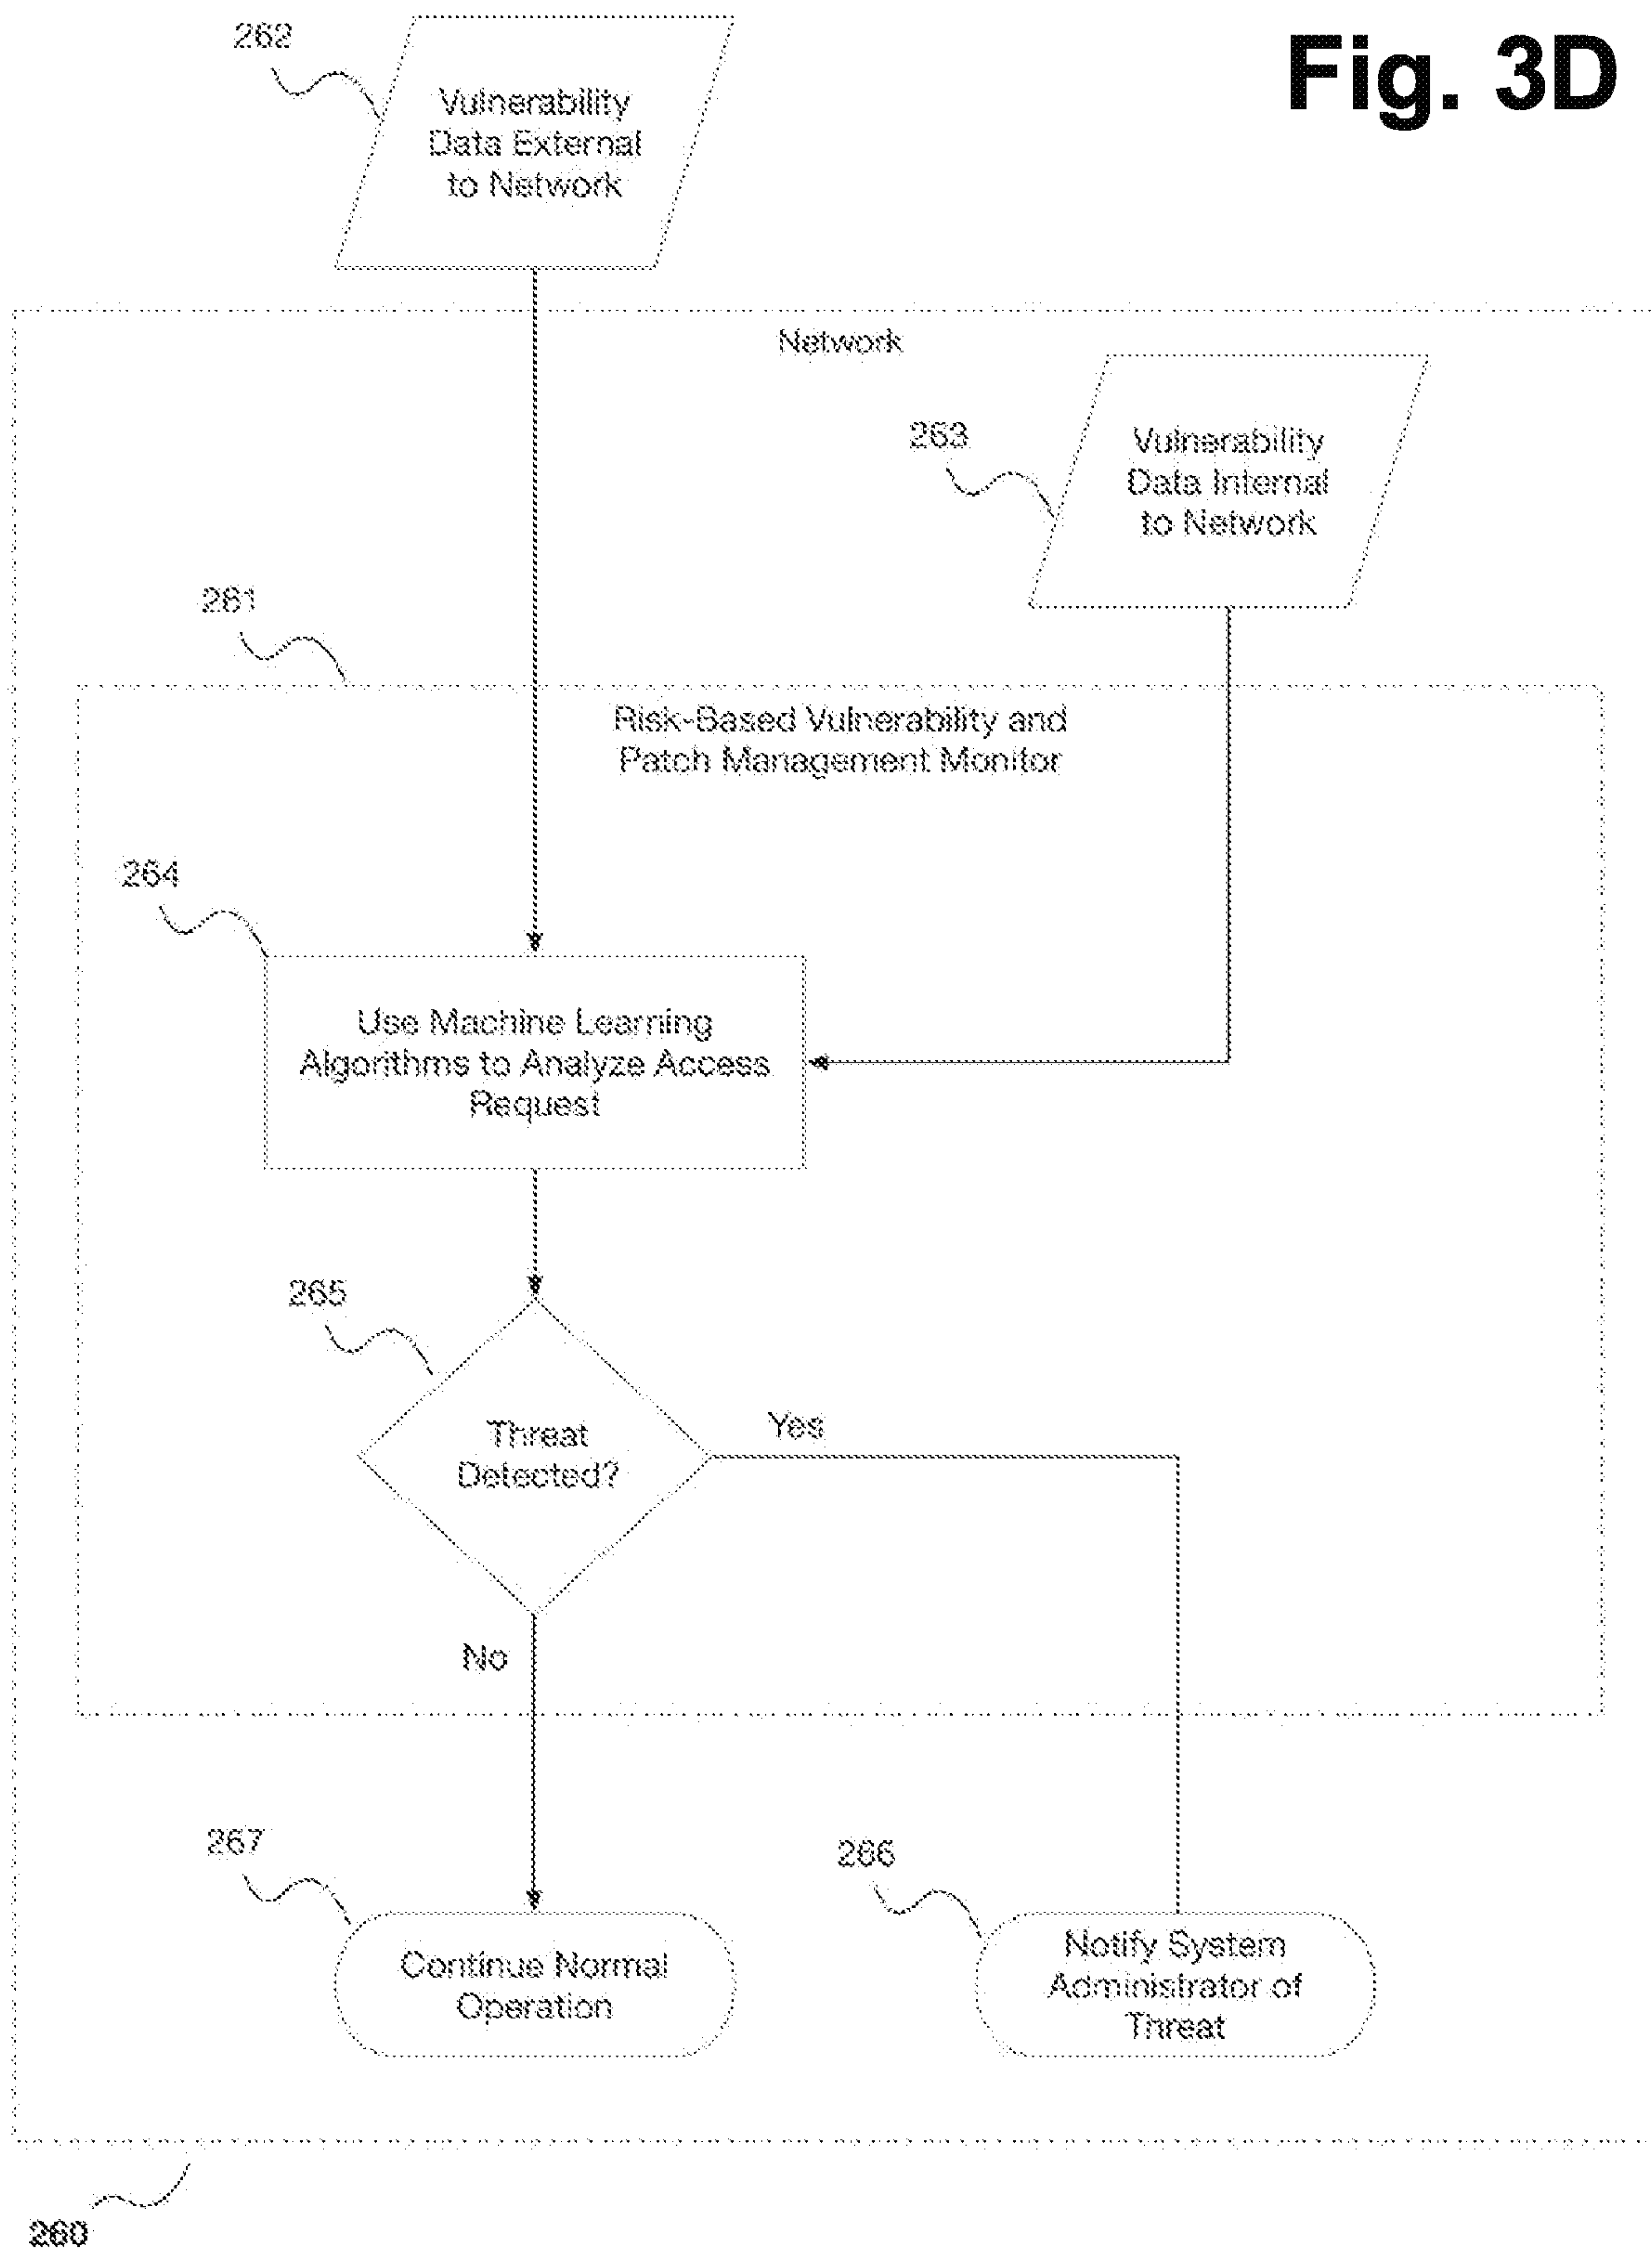 Fig. 3D
262
Vulnerability
Data External
to Network
Network
263
Vulnerability
Data Internal
to Network
261
Risk-Based Vulnerability and
Patch Management Monitor
264
Use Machine Learning
Algorithms to Analyze Access
Request
265
Threat
Detected?
Yes
No
267
Continue Normal
Operation
266
Notify System
Administrator of
Threat
260